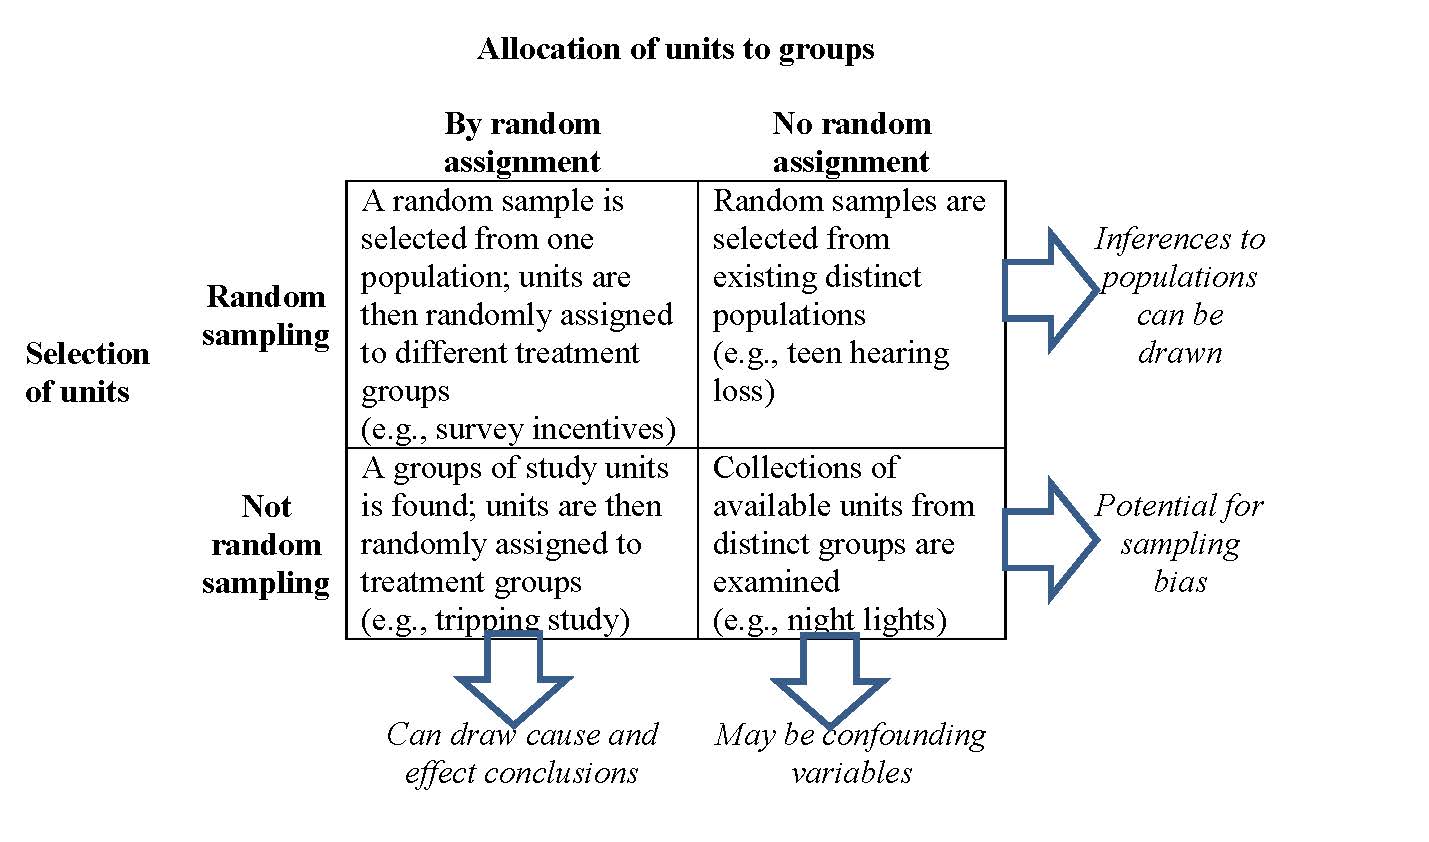 Allocation of units to groups
By random
assignment
No random
assignment
Selection
of units
Random
sampling
A random sample is
selected from one
population; units are
then randomly assigned
to different treatment
groups
(e.g., survey incentives)
Random samples are
selected from
existing distinct
populations
(e.g., teen hearing
loss)
Inferences to
populations
can be
drawn
Not
random
sampling
A groups of study units
is found; units are then
randomly assigned to
treatment groups
(e.g., tripping study)
Collections of
available units from
distinct groups are
examined
(e.g., night lights)
Potential for
sampling
bias
Can draw cause and
effect conclusions
May be confounding
variables